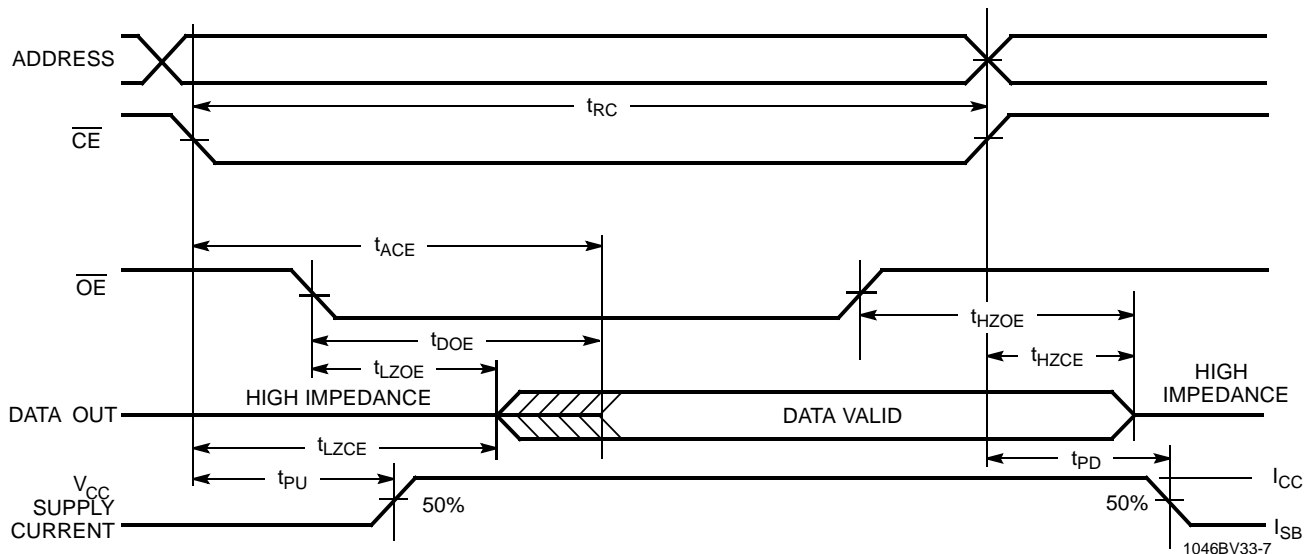 ADDRESS
tRC
CE
tACE
OE
tHZOE
tDOE
tHZCE
tLZOE
HIGH IMPEDANCE
HIGH
IMPEDANCE
DATA OUT
DATA VALID
tLZCE
tPD
tPU
VCC
SUPPLY
CURRENT
50%
50%
ICC
ISB
1046BV33-7